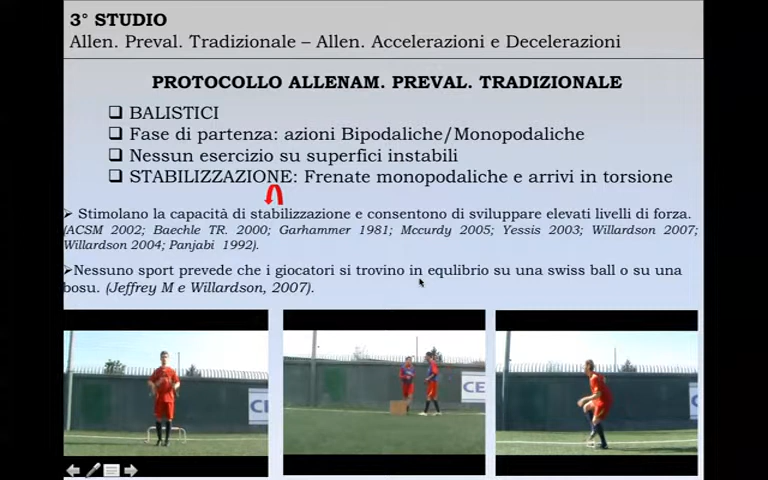 3° STUDIO
Allen. Preval. Tradizionale – Allen. Accelerazioni e Decelerazioni
PROTOCOLLO ALLENAM. PREVAL. TRADIZIONALE
BALISTICI
Fase di partenza: azioni Bipodaliche/Monopodaliche
Nessun esercizio su superfici instabili
STABILIZZAZIONE: Frenate monopodaliche e arrivi in torsione
Stimolano la capacità di stabilizzazione e consentono di sviluppare elevati livelli di forza.
(ACSM 2002; Baechle TR. 2000; Garhammer 1981; Mccurdy 2005; Yessis 2003; Willardson 2007;
Willardson 2004; Panjabi 1992).
Nessuno sport prevede che i giocatori si trovino in equlibrio su una swiss ball o su una
bosu. (Jeffrey M e Willardson, 2007).
CE
CE